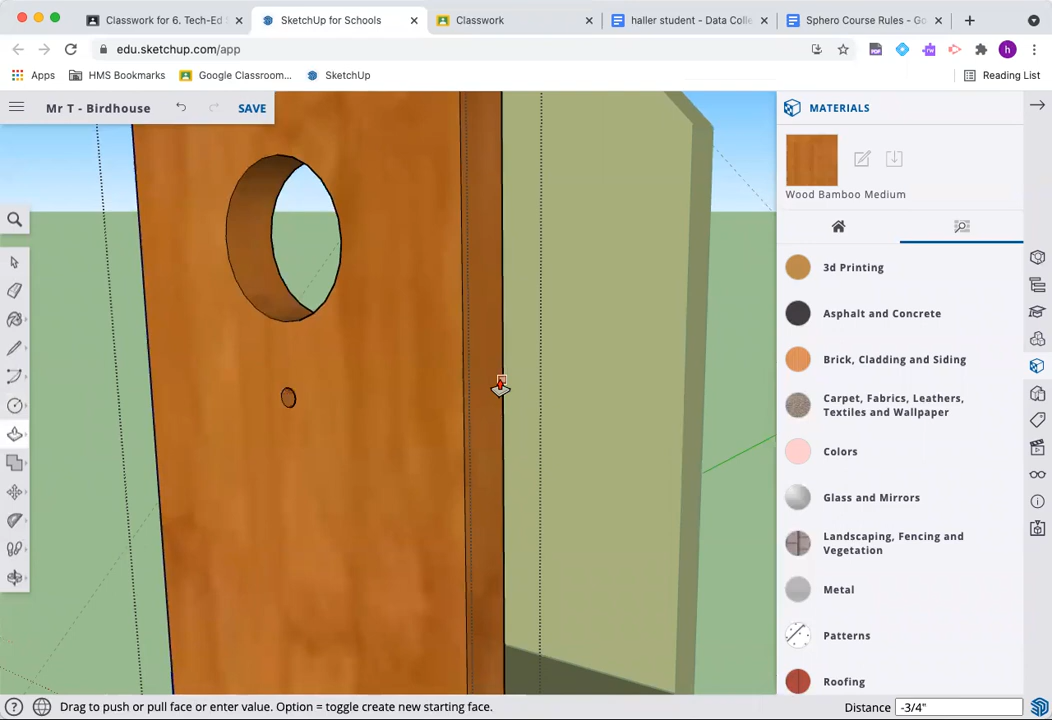 Classwork for 6. Tech-Ed S
SketchUp for Schools
Classwork
haller student - Data Colle
Sphero Course Rules - Go
edu.sketchup.com/app
h
Apps
HMS Bookmarks
Google Classroom...
SketchUp
Reading List
Mr T - Birdhouse
SAVE
MATERIALS
Wood Bamboo Medium
3d Printing
Asphalt and Concrete
Brick, Cladding and Siding
Carpet, Fabrics, Leathers,
Textiles and Wallpaper
Colors
Glass and Mirrors
Landscaping, Fencing and
Vegetation
Metal
Patterns
Roofing
Drag to push or pull face or enter value. Option = toggle create new starting face.
Distance -3/4"